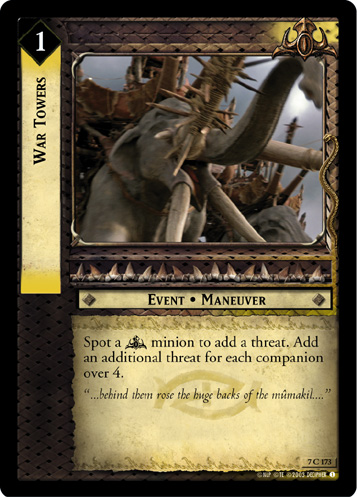 1
War Towers
Event • Maneuver
Spot a minion to add a threat. Add
an additional threat for each companion
over 4.
“...behind them rose the huge backs of the mûmakil....”
7 C 173